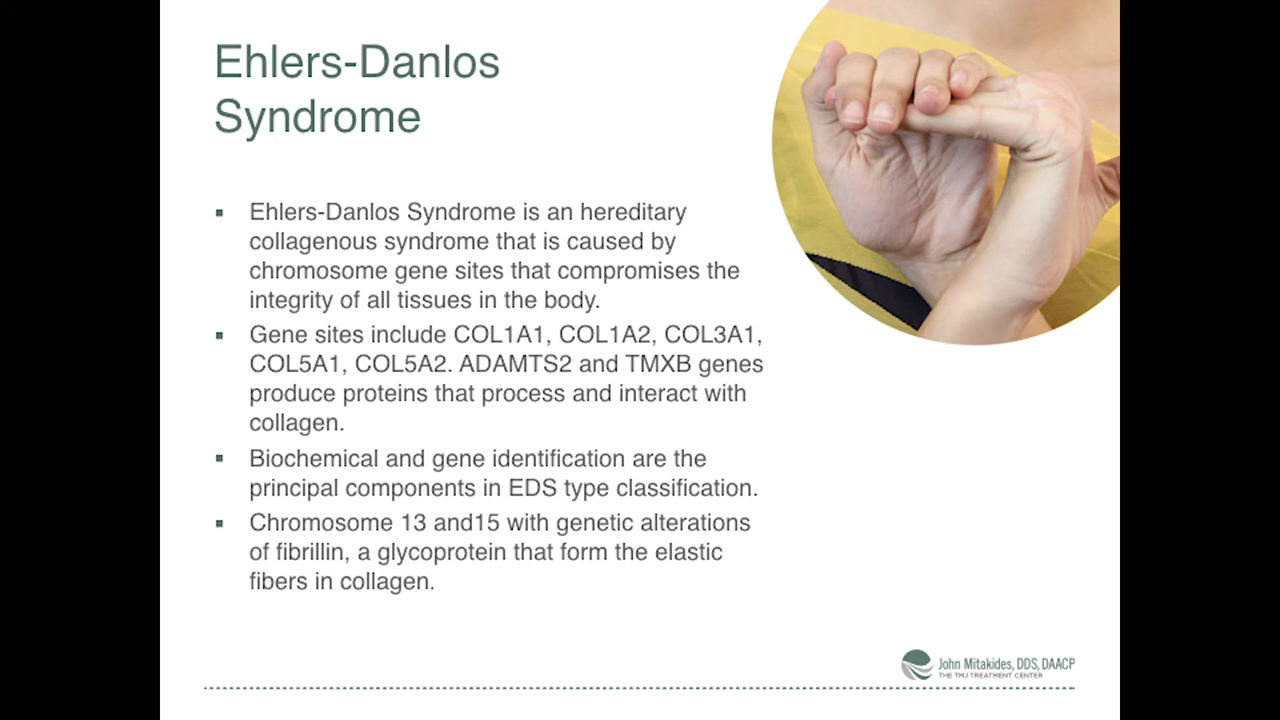 Ehlers-Danlos
Syndrome
▪ Ehlers-Danlos Syndrome is an hereditary
collagenous syndrome that is caused by
chromosome gene sites that compromises the
integrity of all tissues in the body.
▪ Gene sites include COL1A1, COL1A2, COL3A1,
COL5A1, COL5A2. ADAMTS2 and TMXB genes
produce proteins that process and interact with
collagen.
▪ Biochemical and gene identification are the
principal components in EDS type classification.
▪ Chromosome 13 and15 with genetic alterations
of fibrillin, a glycoprotein that form the elastic
fibers in collagen.
John Mitakides, DDS, DAACP
THE TMJ TREATMENT CENTER